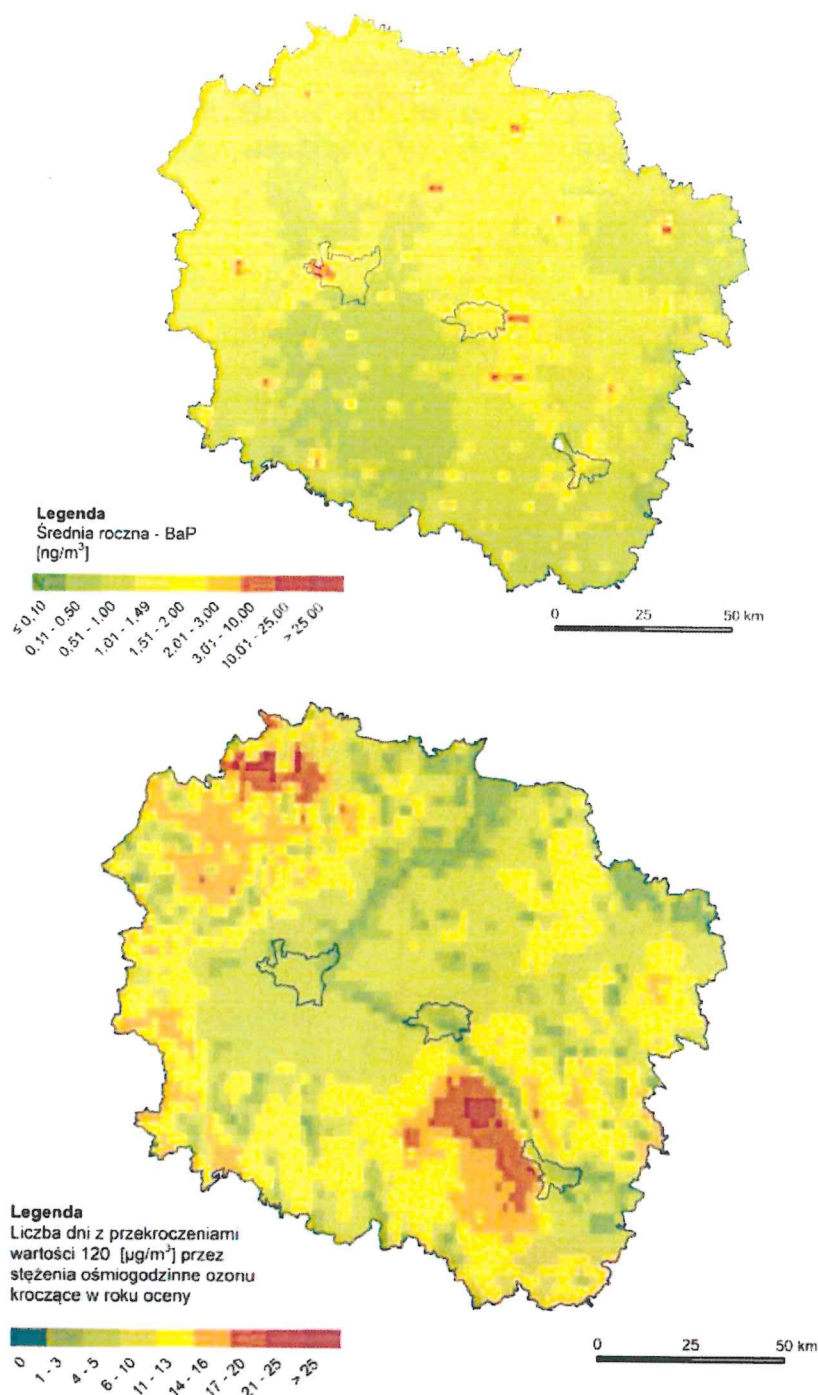 Legenda
Średnia roczna - BaP
[ng/m³]
≤ 0,10
0,11 - 0,50
0,51 - 1,00
1,01 - 1,49
1,51 - 2,00
2,01 - 3,00
3,01 - 10,00
10,01 - 25,00
> 25,00
0 25 50 km
Legenda
Liczba dni z przekroczeniami
wartości 120 [µg/m³] przez
stężenia ośmiogodzinne ozonu
kroczące w roku oceny
0
1 - 3
4 - 5
6 - 10
11 - 13
14 - 16
17 - 20
21 - 25
> 25
0 25 50 km